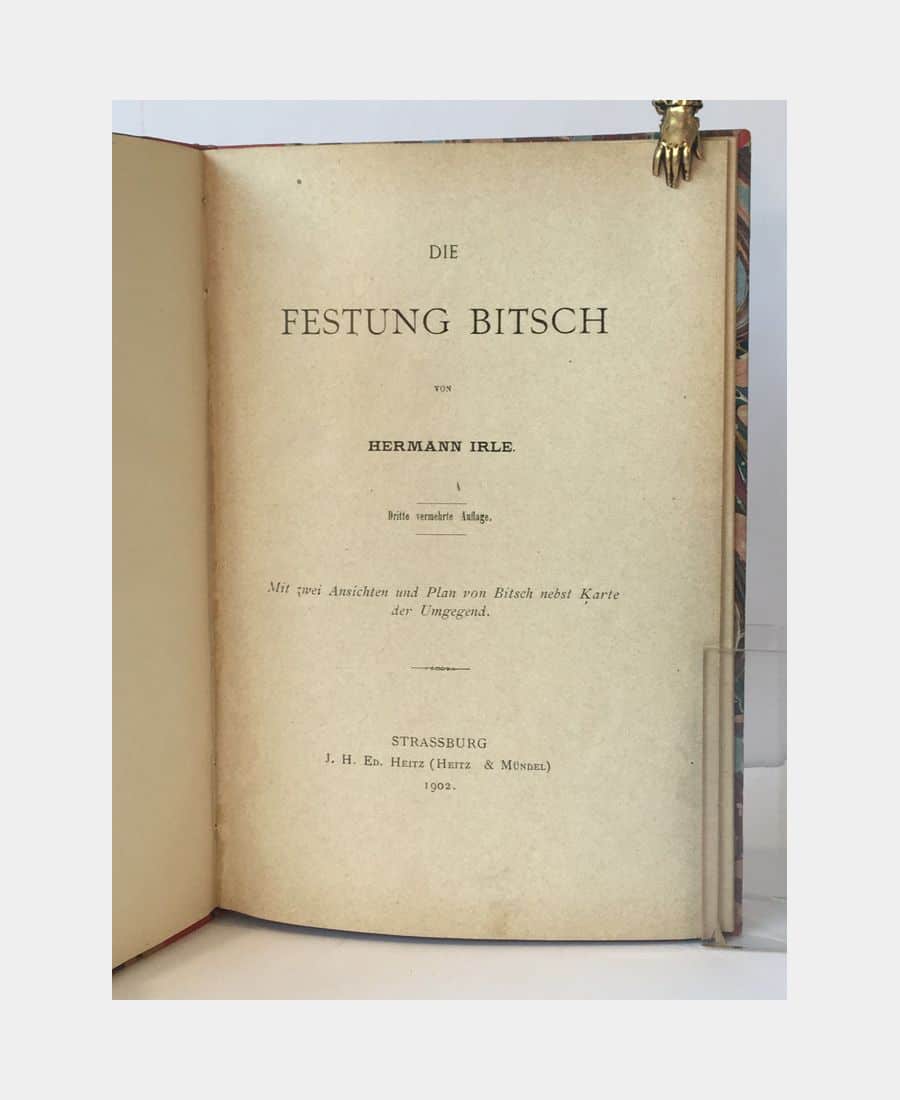 DIE
FESTUNG BITSCH
VON
HERMANN IRLE.
Dritte vermehrte Auflage.
Mit zwei Ansichten und Plan von Bitsch nebst Karte
der Umgegend.
STRASSBURG
J. H. ED. HEITZ (HEITZ & MÜNDEL)
1902.